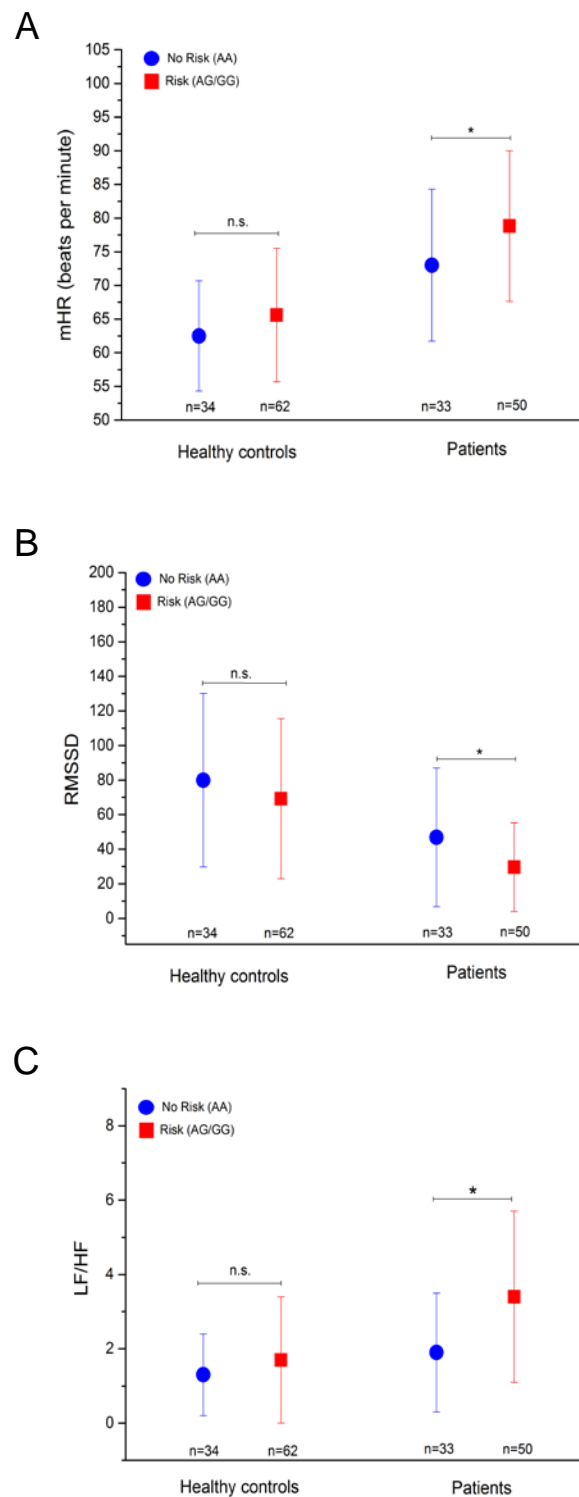 A
No Risk (AA)
Risk (AG/GG)
105
100
95
90
85
80
75
70
65
60
55
50
mHR (beats per minute)
n.s.
*
n=34 n=62 n=33 n=50
Healthy controls Patients
B
No Risk (AA)
Risk (AG/GG)
200
180
160
140
120
100
80
60
40
20
0
RMSSD
n.s.
*
n=34 n=62 n=33 n=50
Healthy controls Patients
C
No Risk (AA)
Risk (AG/GG)
8
6
4
2
0
LF/HF
n.s.
*
n=34 n=62 n=33 n=50
Healthy controls Patients